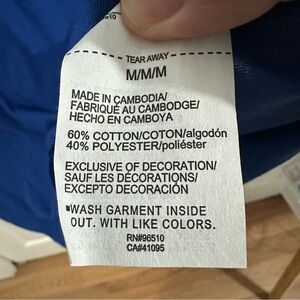 TEAR AWAY
M/M/M
MADE IN CAMBODIA/
FABRIQUÉ AU CAMBODGE/
HECHO EN CAMBOYA
60% COTTON/COTON/algodón
40% POLYESTER/poliéster
EXCLUSIVE OF DECORATION/
SAUF LES DÉCORATIONS/
EXCEPTO DECORACIÓN
▪WASH GARMENT INSIDE
OUT. WITH LIKE COLORS.
RN#96510
CA#41095